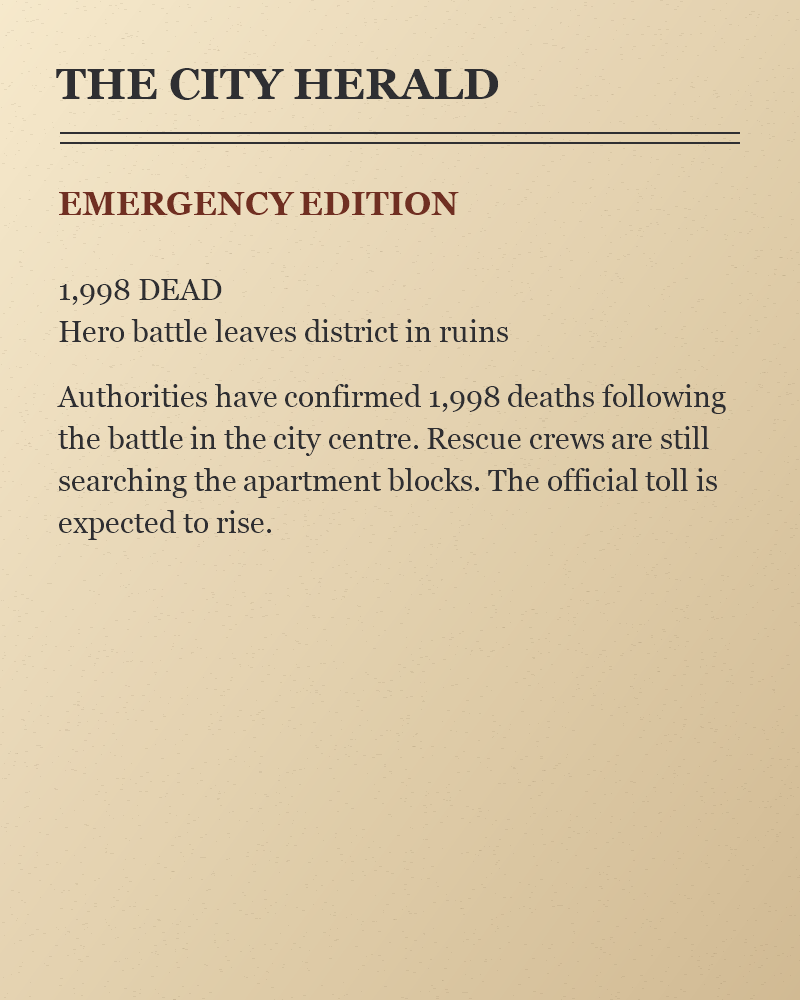 THE CITY HERALD
EMERGENCY EDITION
1,998 DEAD
Hero battle leaves district in ruins
Authorities have confirmed 1,998 deaths following
the battle in the city centre. Rescue crews are still
searching the apartment blocks. The official toll is
expected to rise.